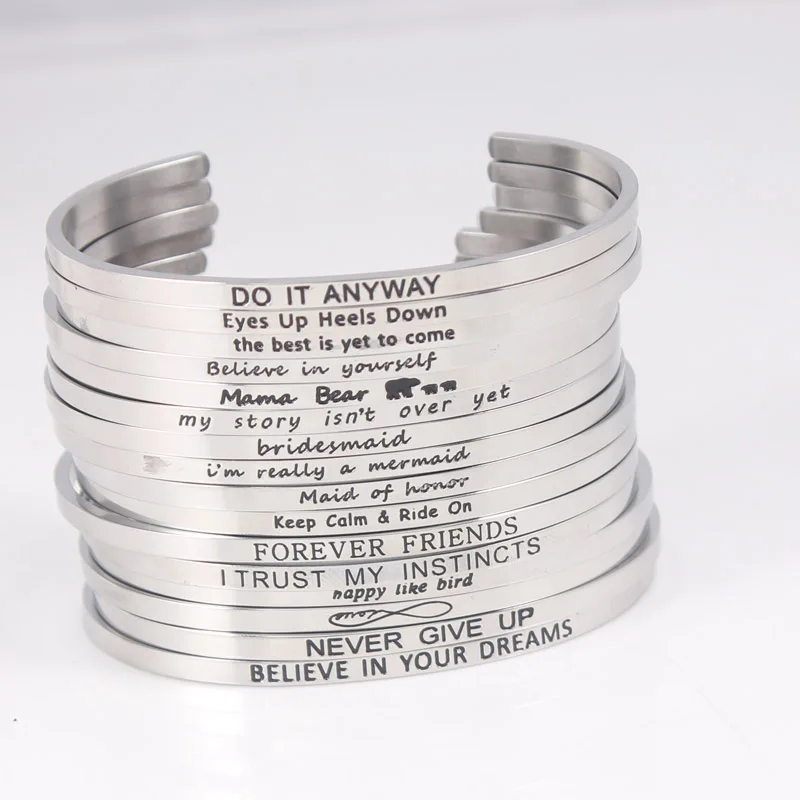 DO IT ANYWAY
Eyes Up Heels Down
the best is yet to come
Believe in yourself
Mama Bear
my story isn't over yet
bridesmaid
i'm really a mermaid
Maid of honor
Keep Calm & Ride On
FOREVER FRIENDS
I TRUST MY INSTINCTS
happy like bird
love
NEVER GIVE UP
BELIEVE IN YOUR DREAMS